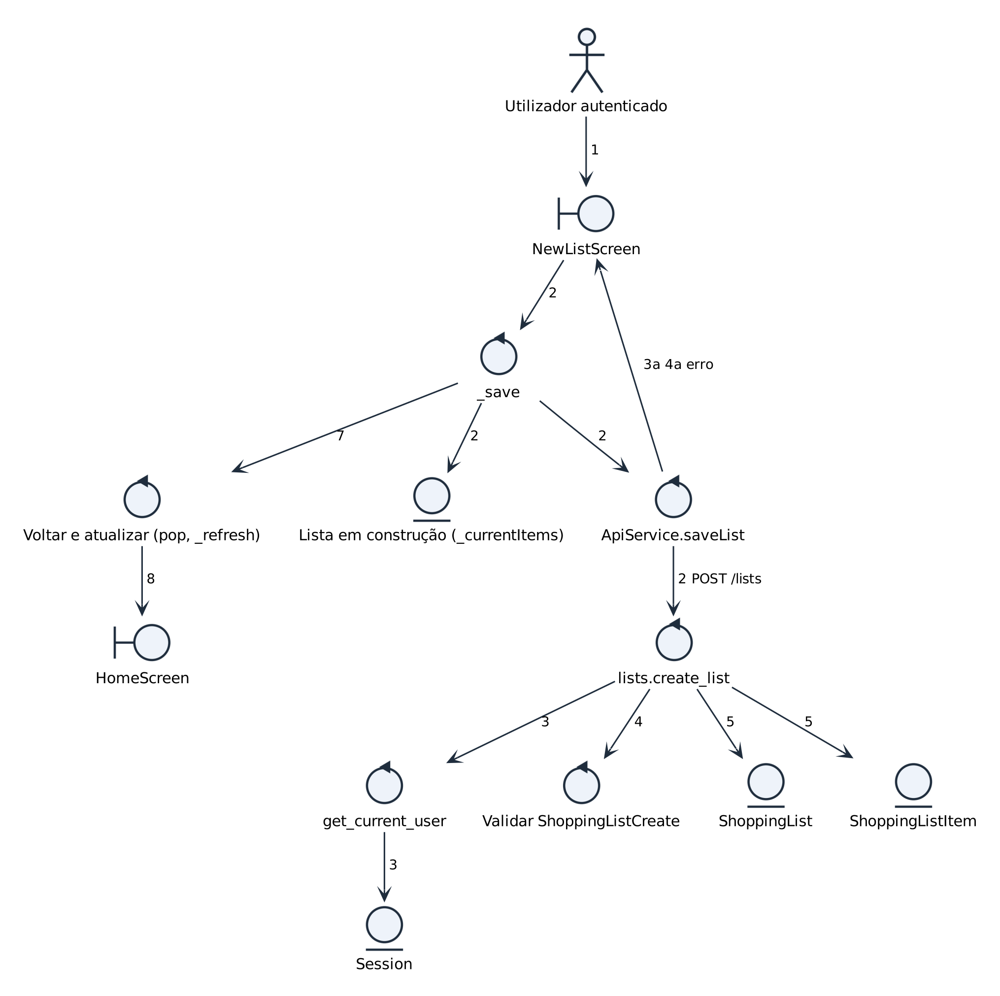 Utilizador autenticado
1
NewListScreen
2
3a 4a erro
_save
7
2
2
Voltar e atualizar (pop, _refresh)
Lista em construção (_currentItems)
ApiService.saveList
8
2 POST /lists
HomeScreen
lists.create_list
3
4
5
5
get_current_user
Validar ShoppingListCreate
ShoppingList
ShoppingListItem
3
Session